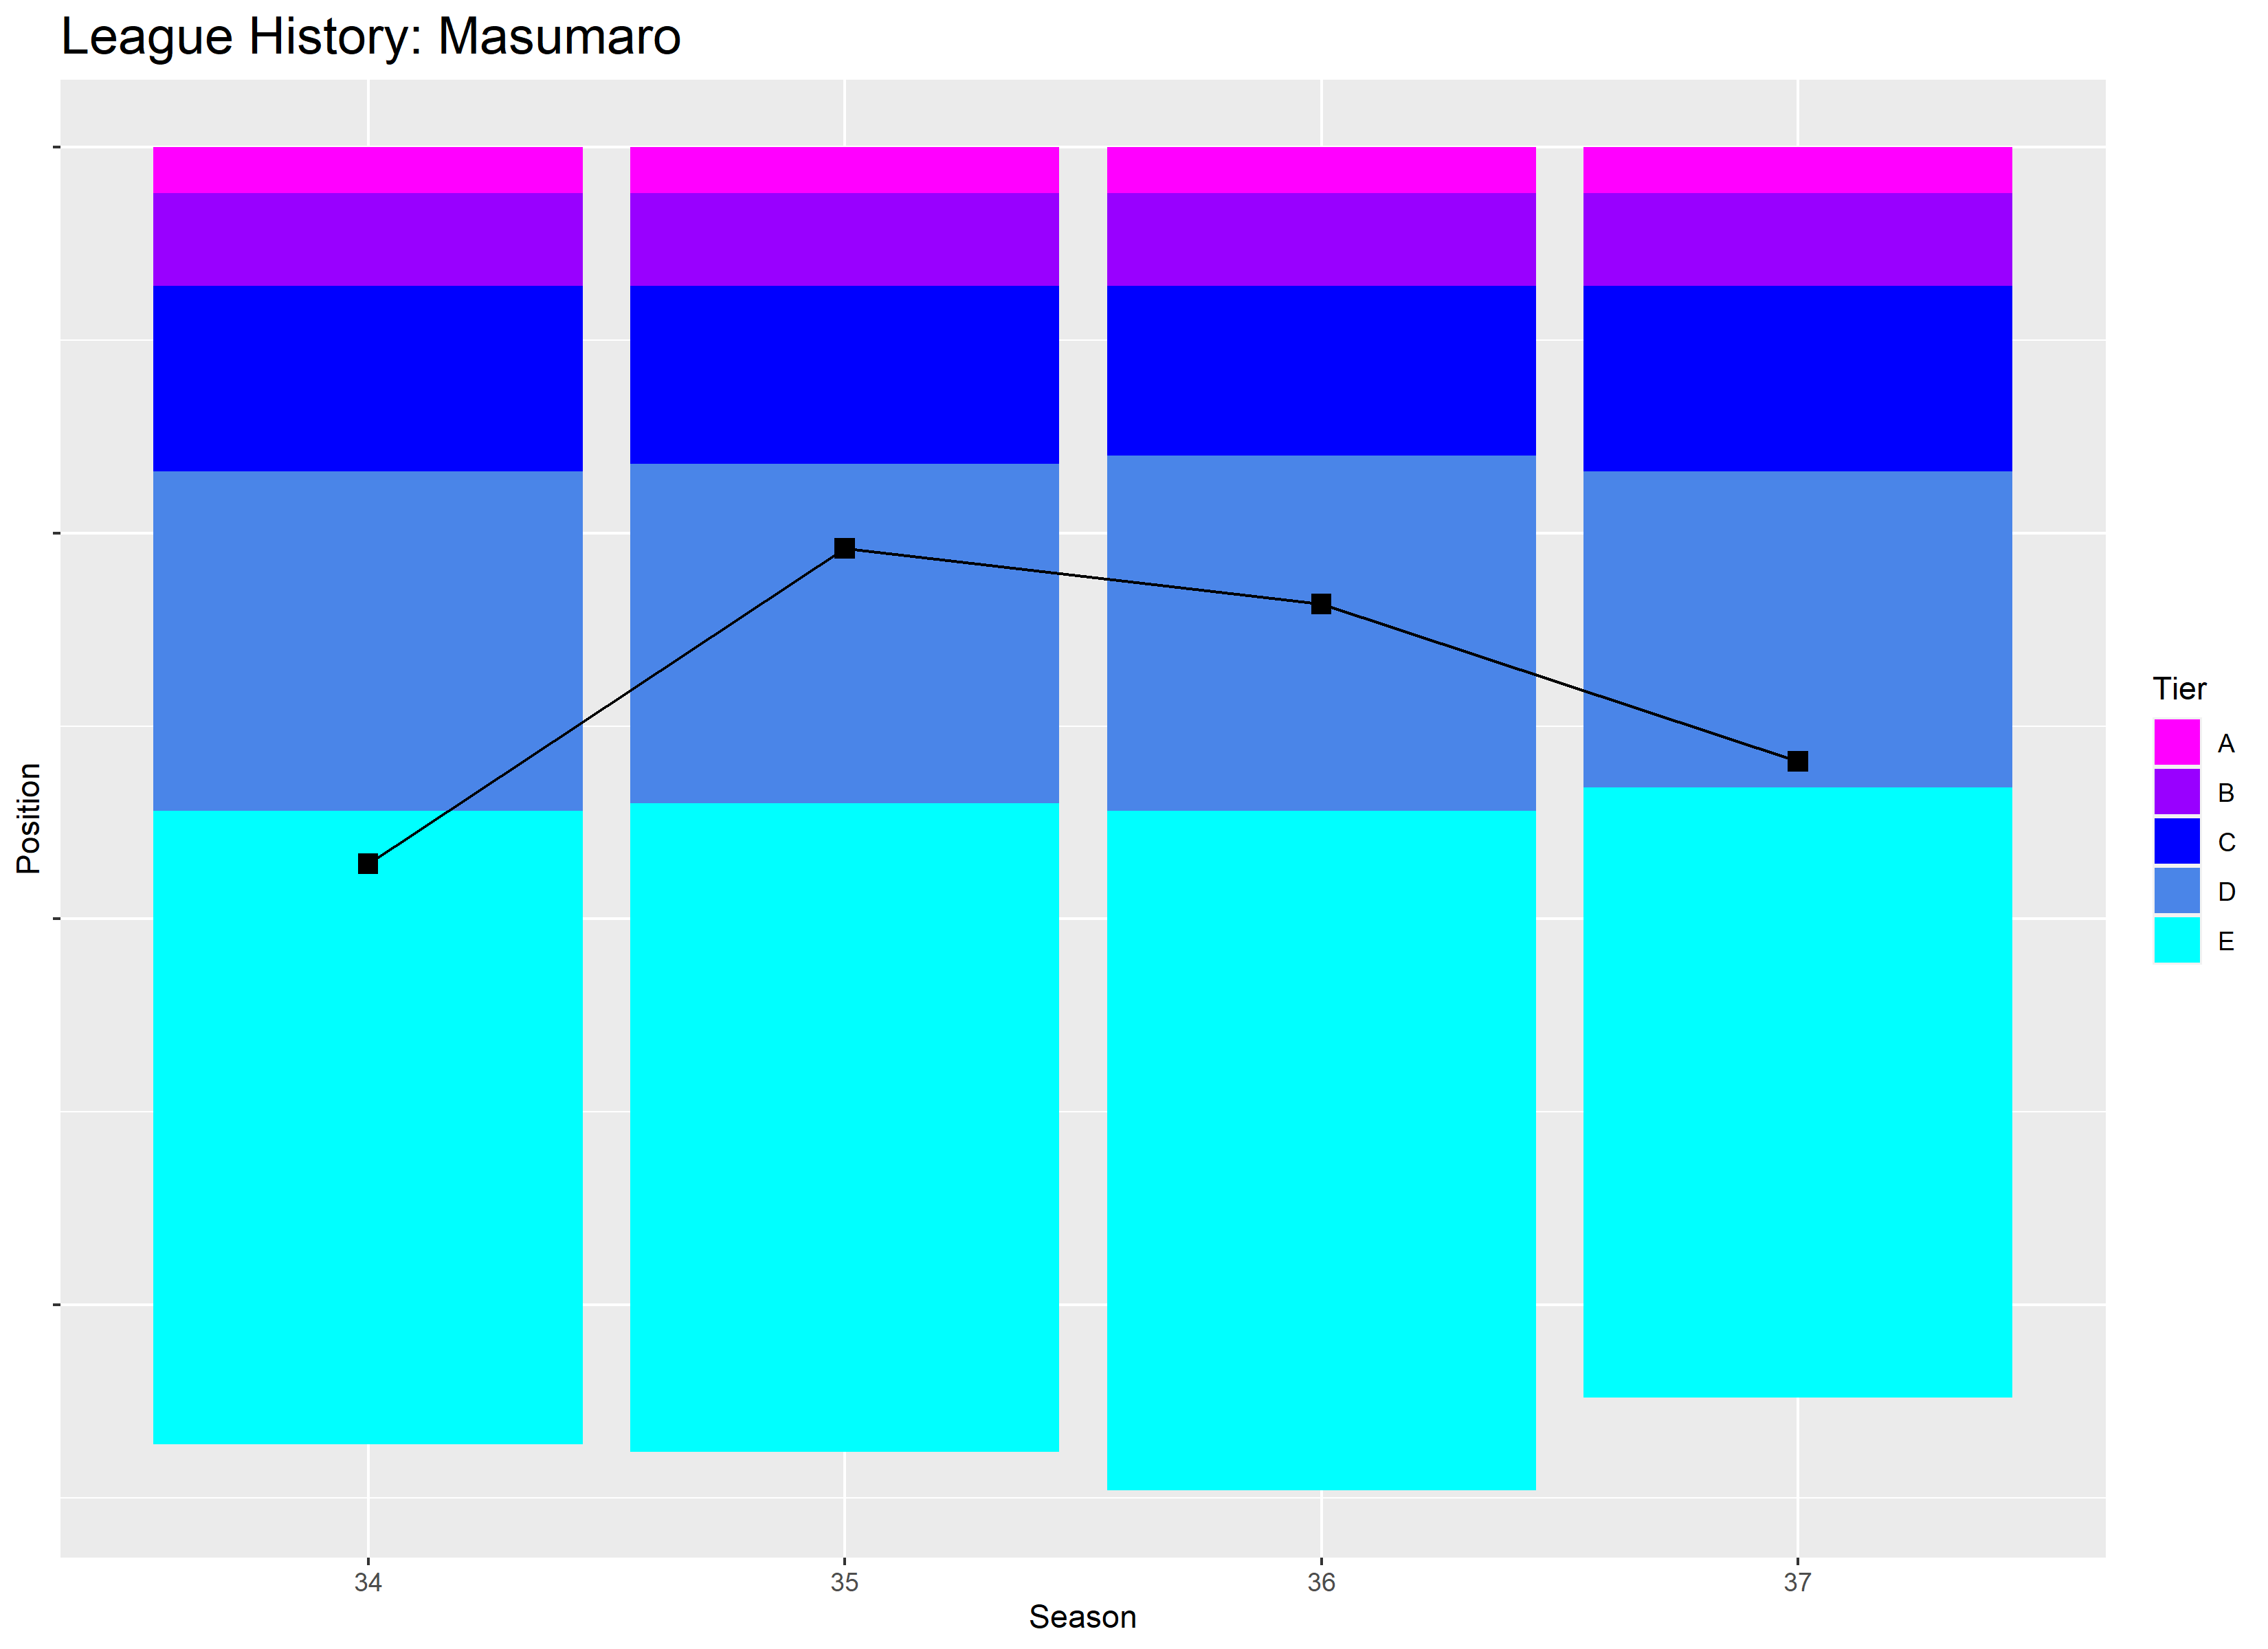 League History: Masumaro
Position
Tier
A
B
C
D
E
34
35
36
37
Season